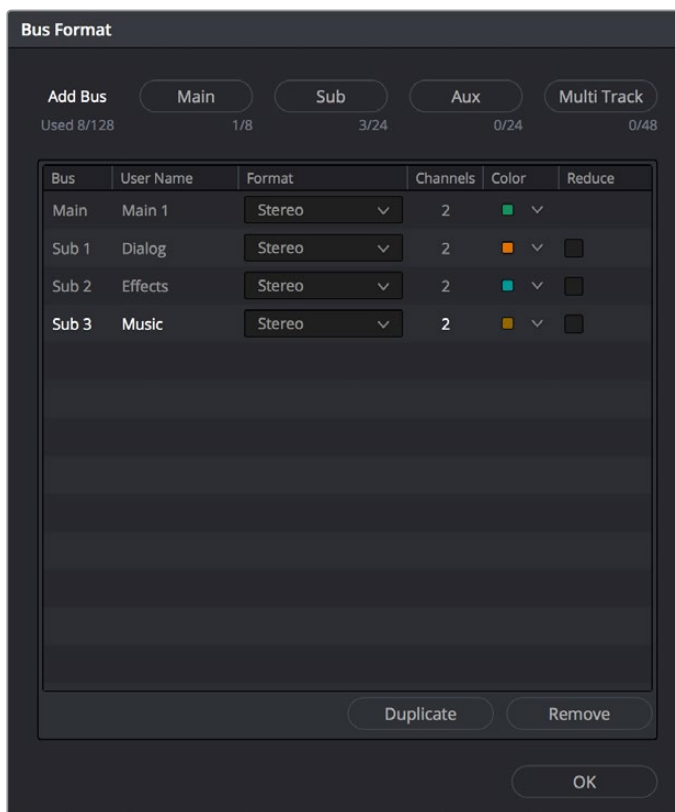 Bus Format
Add Bus Main Sub Aux Multi Track
Used 8/128 1/8 3/24 0/24 0/48
Bus User Name Format Channels Color Reduce
Main Main 1 Stereo 2
Sub 1 Dialog Stereo 2
Sub 2 Effects Stereo 2
Sub 3 Music Stereo 2
Duplicate Remove
OK